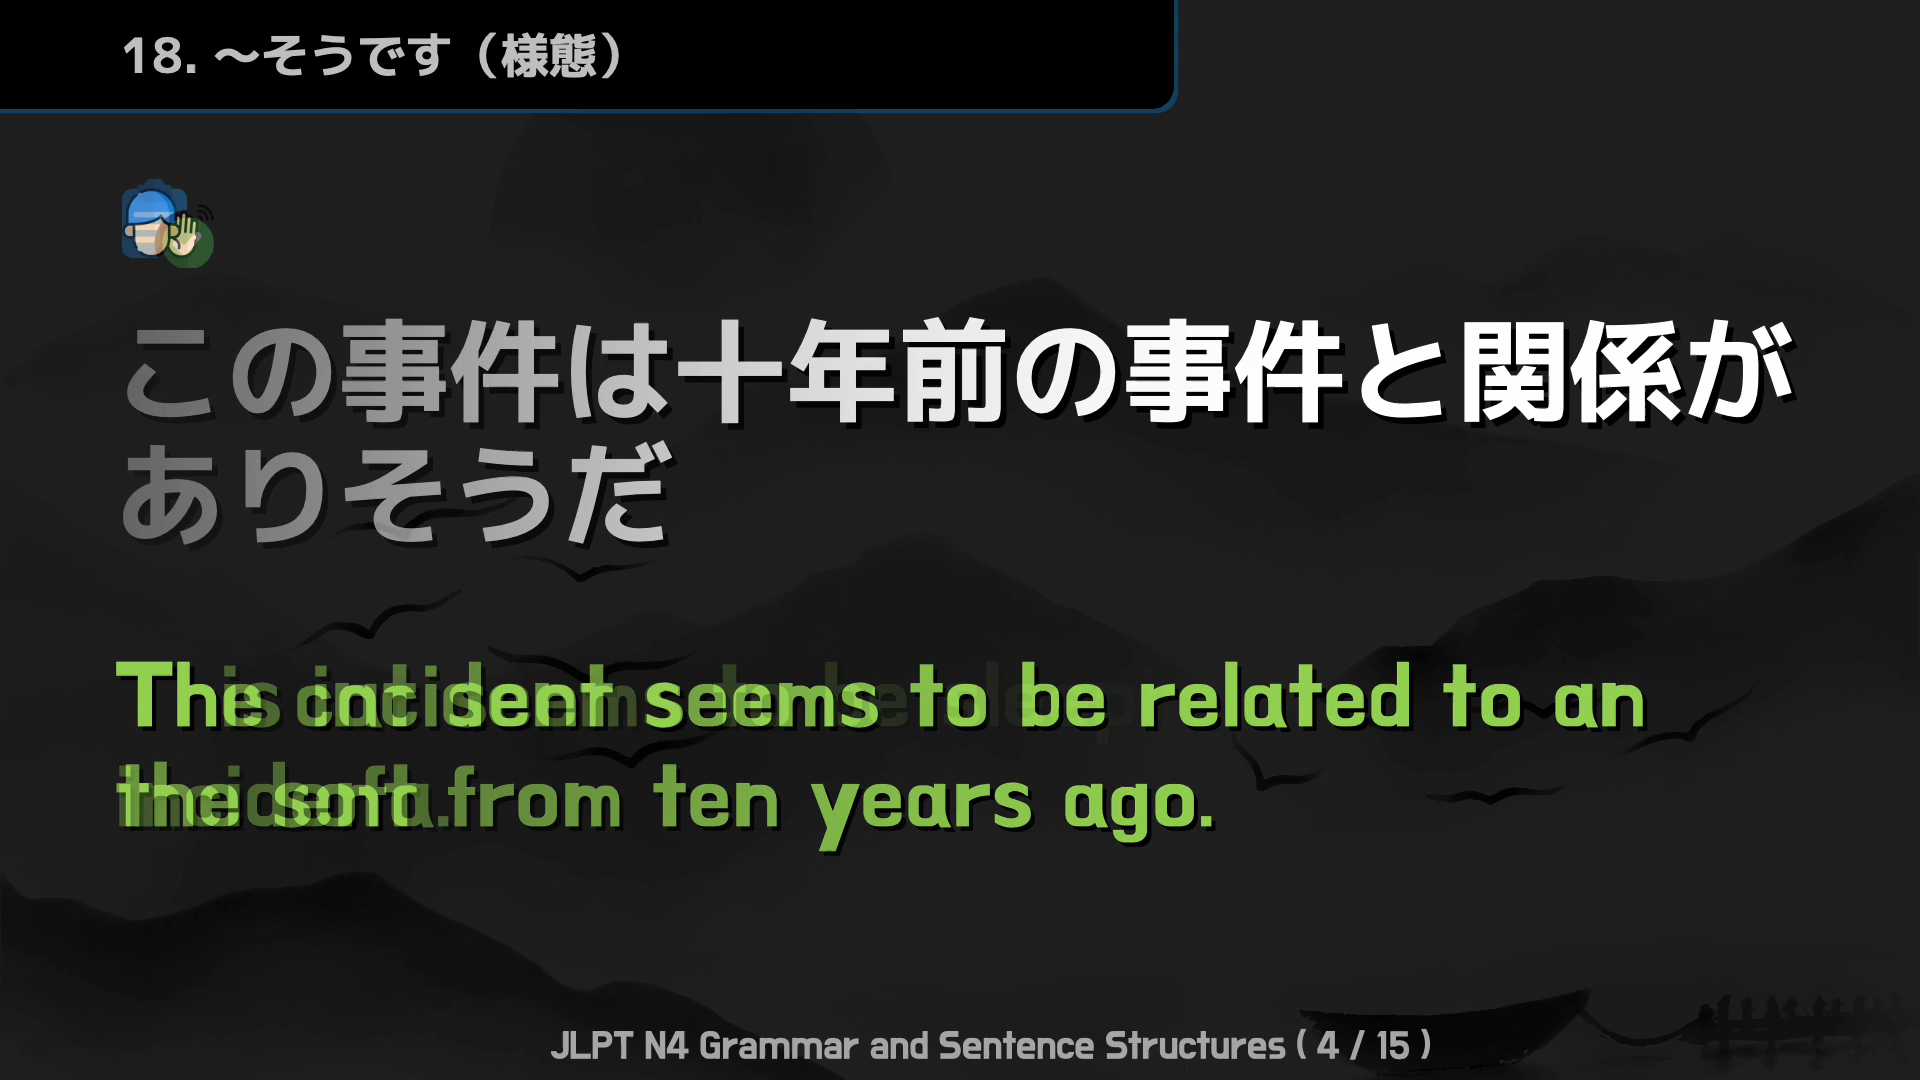 18. ～そうです（様態）
この事件は十年前の事件と関係が
ありそうだ
This incident seems to be related to an
incident from ten years ago.
JLPT N4 Grammar and Sentence Structures ( 4 / 15 )